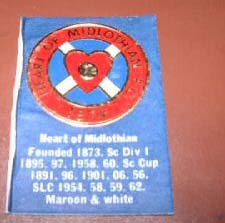 HEART OF MIDLOTHIAN
Heart of Midlothian
Founded 1873. Sc Div 1
1895. 97. 1958. 60. Sc Cup
1891. 96. 1901. 06. 56.
SLC 1954. 58. 59. 62.
Maroon & white